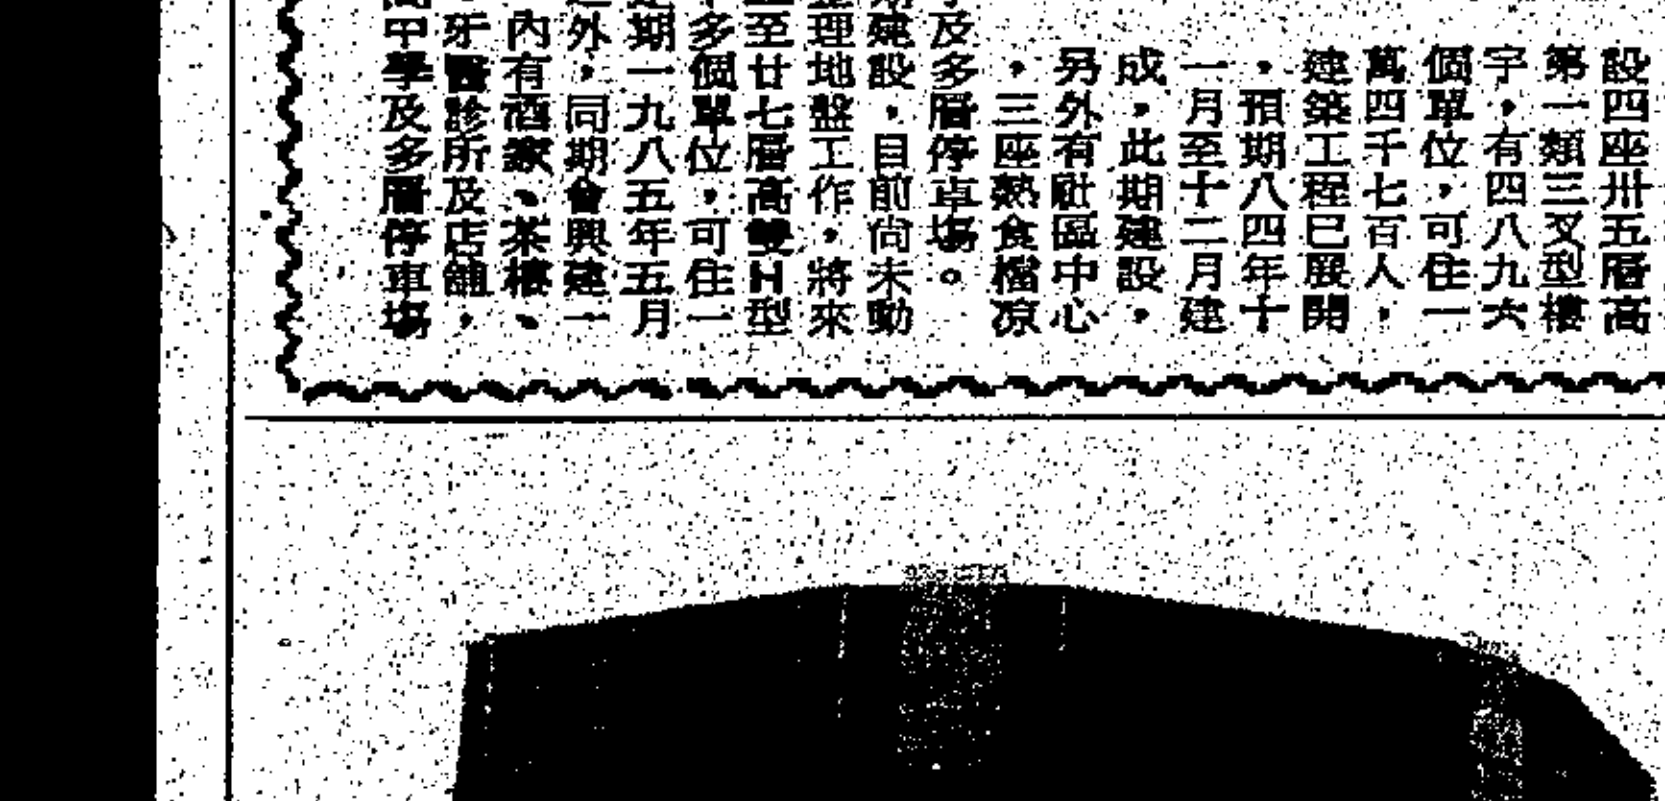 設四座卅五層高
第一類三叉型樓
宇,有四八九六
個單位,可住一
萬四千七百人,
建築工程已展開
,預期八四年十
一月至十二月建
成,此期建設,
另外有社區中心
,三座熱食檔凉
及多層停車場。
建設,目前尚未動
理地盤工作,將來
至廿七層高雙H型
多個單位,可住一
期一九八五年五月
外,同期會興建一
內有酒家、茶樓、
牙醫診所及店舖,
中學及多層停車場